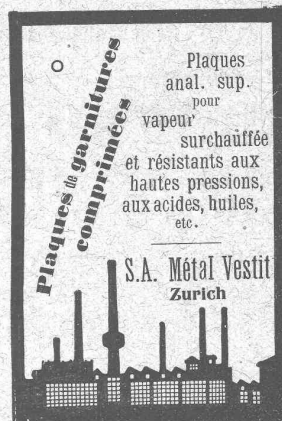 Plaques de garnitures
comprimées
Plaques
anal. sup.
pour
vapeur
surchauffée
et résistants aux
hautes pressions,
aux acides, huiles,
etc.
S.A. Métal Vestit
Zurich